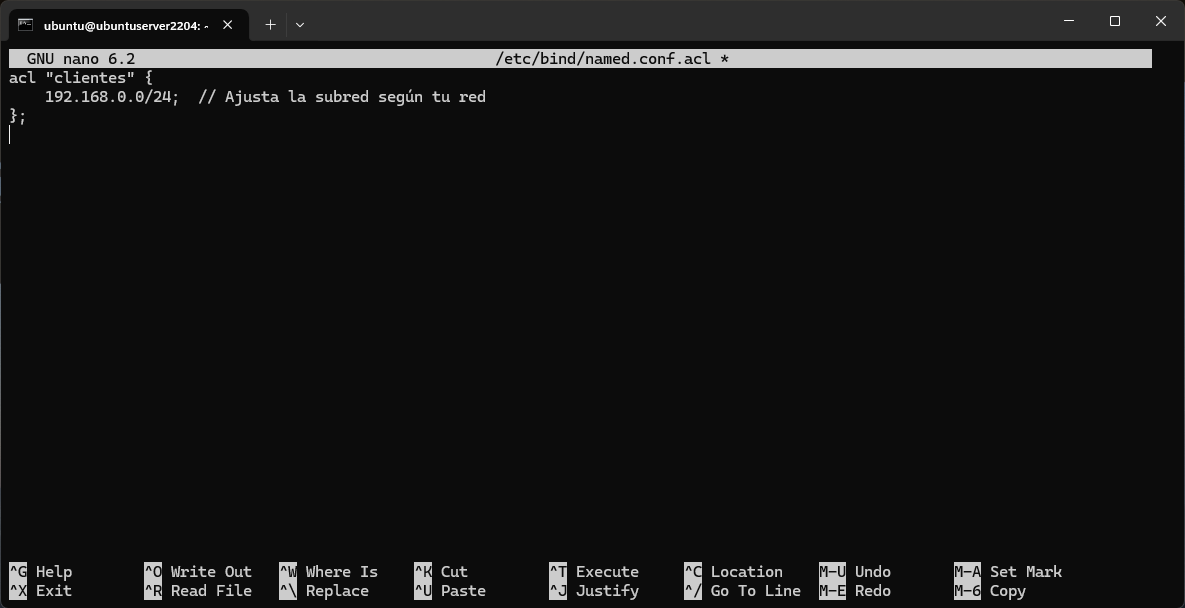 ubuntu@ubuntuserver2204: ~
GNU nano 6.2 /etc/bind/named.conf.acl *
acl "clientes" {
    192.168.0.0/24;  // Ajusta la subred según tu red
};
^G Help ^O Write Out ^W Where Is ^K Cut ^T Execute ^C Location M-U Undo M-A Set Mark
^X Exit ^R Read File ^\ Replace ^U Paste ^J Justify ^/ Go To Line M-E Redo M-6 Copy